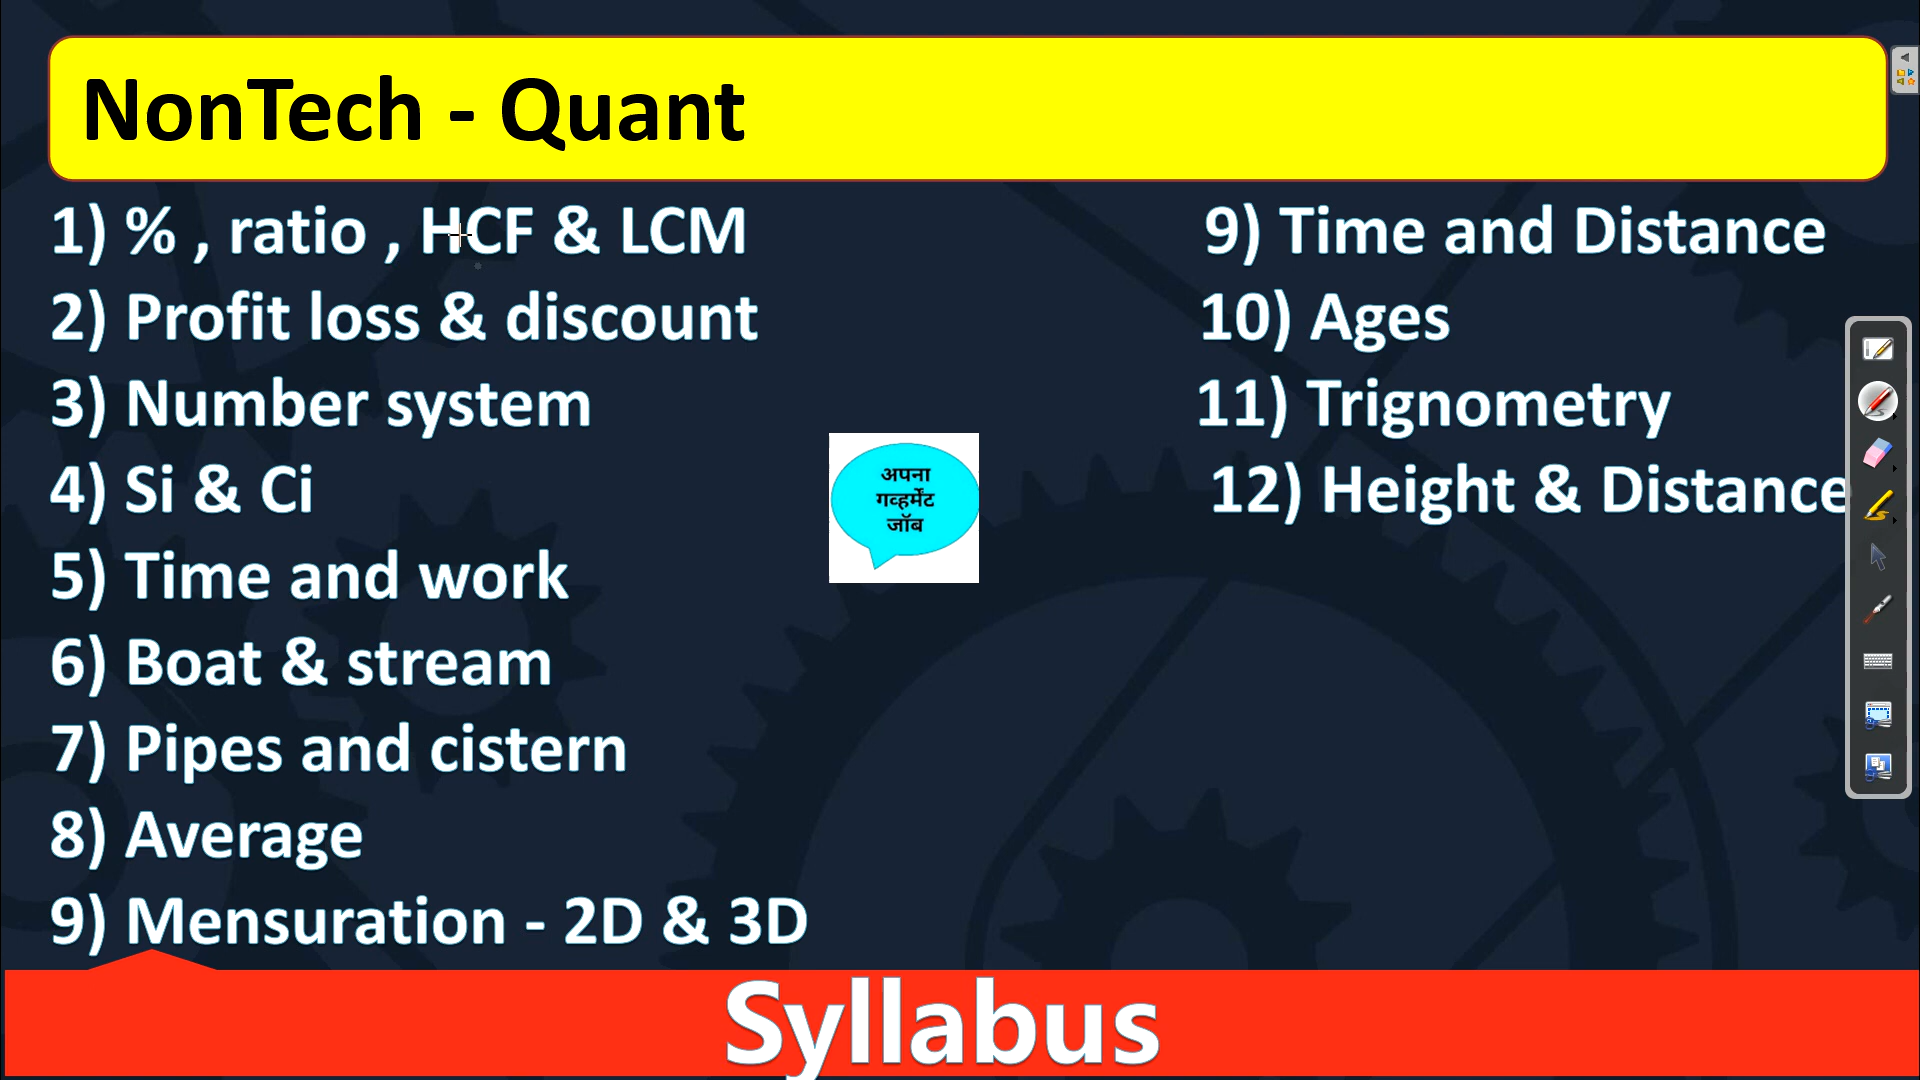 NonTech - Quant
1) % , ratio , HCF & LCM
2) Profit loss & discount
3) Number system
4) Si & Ci
5) Time and work
6) Boat & stream
7) Pipes and cistern
8) Average
9) Mensuration - 2D & 3D
9) Time and Distance
10) Ages
11) Trignometry
12) Height & Distance
अपना
गव्हर्मेंट
जॉब
Syllabus